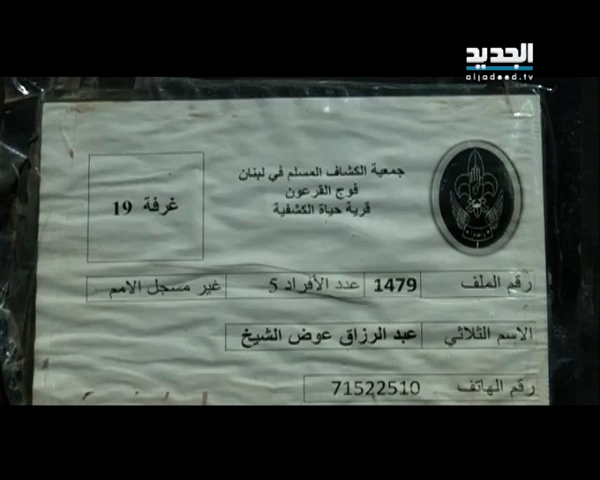 الجديد
aljadeed.tv
جمعية الكشاف المسلم في لبنان
فوج القرعون
قرية حياة الكشفية
غرفة 19
رقم الملف 1479 عدد الأفراد 5 غير مسجل الامم
الاسم الثلاثي عبد الرزاق عوض الشيخ
رقم الهاتف 71522510